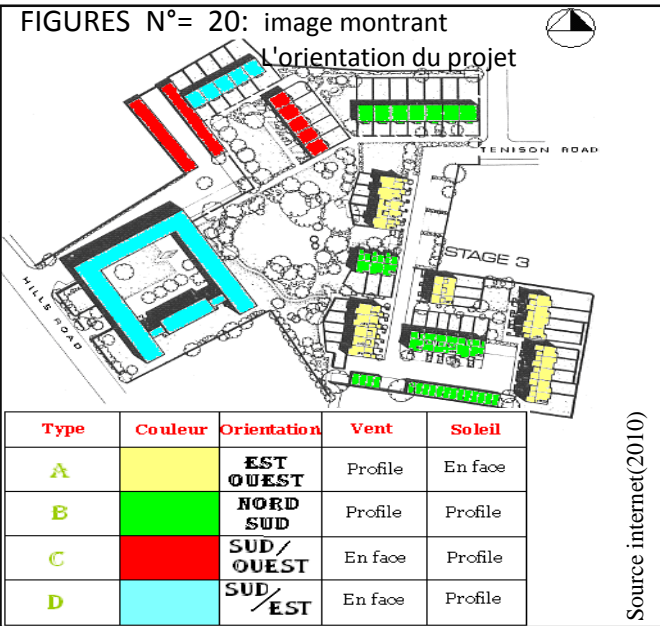 FIGURES N°= 20: image montrant
L'orientation du projet
TENISON ROAD
STAGE 3
HILLS ROAD
Type Couleur Orientation Vent Soleil
A EST OUEST Profile En face
B NORD SUD Profile Profile
C SUD/ OUEST En face Profile
D SUD/EST En face Profile
Source internet(2010)